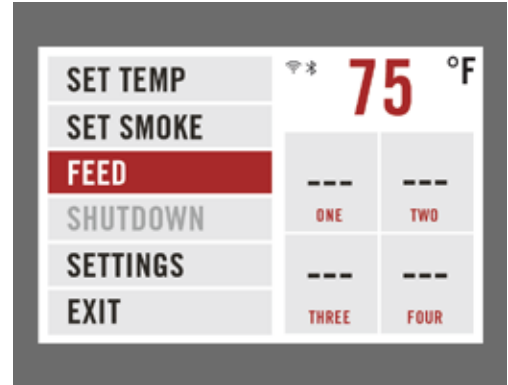 SET TEMP
SET SMOKE
FEED
SHUTDOWN
SETTINGS
EXIT
75 °F
--- ---
ONE TWO
--- ---
THREE FOUR